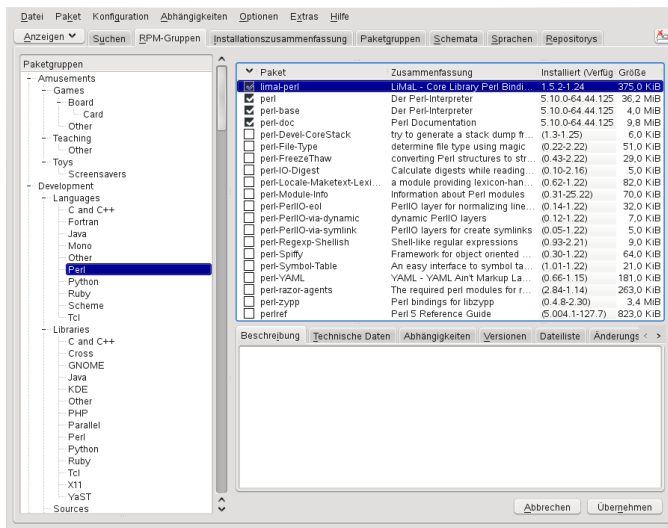 Datei Paket Konfiguration Abhängigkeiten Optionen Extras Hilfe
Anzeigen Suchen RPM-Gruppen Installationszusammenfassung Paketgruppen Schemata Sprachen Repositorys
Paketgruppen
Amusements
Games
Board
Card
Other
Teaching
Other
Toys
Screensavers
Development
Languages
C and C++
Fortran
Java
Mono
Other
Perl
Python
Ruby
Scheme
Tcl
Libraries
C and C++
Cross
GNOME
Java
KDE
Other
PHP
Parallel
Perl
Python
Ruby
Tcl
X11
YaST
Sources
Paket Zusammenfassung Installiert (Verfüg Größe
limal-perl LiMaL - Core Library Perl Bindi... 1.5.2-1.24 375,0 KiB
perl Der Perl-Interpreter 5.10.0-64.44.125 36,2 MiB
perl-base Der Perl-Interpreter 5.10.0-64.44.125 4,0 MiB
perl-doc Perl Documentation 5.10.0-64.44.125 9,8 MiB
perl-Devel-CoreStack try to generate a stack dump fr... (1.3-1.25) 6,0 KiB
perl-File-Type determine file type using magic (0.22-2.22) 51,0 KiB
perl-FreezeThaw converting Perl structures to str... (0.43-2.22) 29,0 KiB
perl-IO-Digest Calculate digests while reading... (0.10-2.16) 5,0 KiB
perl-Locale-Maketext-Lexi... a module providing lexicon-han... (0.62-1.22) 82,0 KiB
perl-Module-Info Information about Perl modules (0.31-25.22) 70,0 KiB
perl-PerlIO-eol PerlIO layer for normalizing line... (0.14-1.22) 32,0 KiB
perl-PerlIO-via-dynamic dynamic PerlIO layers (0.12-1.22) 7,0 KiB
perl-PerlIO-via-symlink PerlIO layers for create symlinks (0.05-1.22) 5,0 KiB
perl-Regexp-Shellish Shell-like regular expressions (0.93-2.21) 9,0 KiB
perl-Spiffy Framework for object oriented ... (0.30-1.22) 64,0 KiB
perl-Symbol-Table An easy interface to symbol ta... (1.01-1.22) 21,0 KiB
perl-YAML YAML - YAML Ain't Markup La... (0.66-1.15) 181,0 KiB
perl-razor-agents The required perl modules for r... (2.84-1.14) 263,0 KiB
perl-zypp Perl bindings for libzypp (0.4.8-2.30) 3,4 MiB
perlref Perl 5 Reference Guide (5.004.1-127.7) 823,0 KiB
Beschreibung Technische Daten Abhängigkeiten Versionen Dateiliste Änderungs
Abbrechen Übernehmen